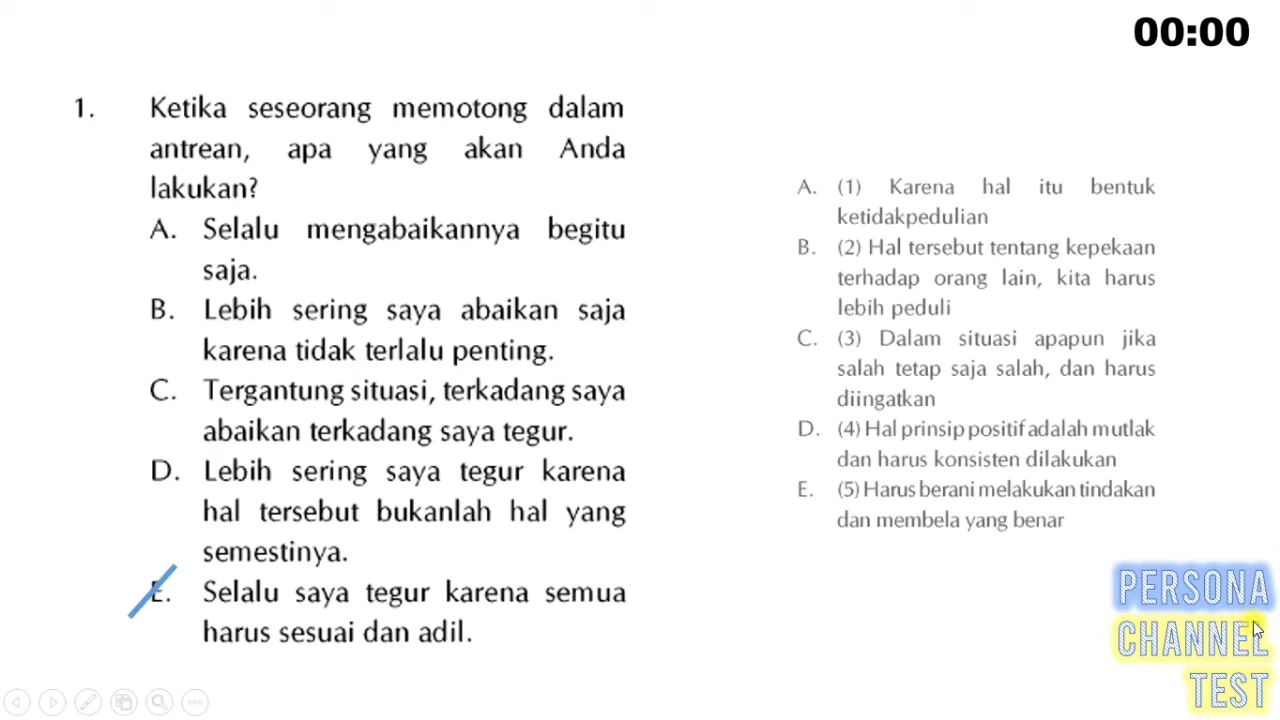 00:00
1. Ketika seseorang memotong dalam
antrean, apa yang akan Anda
lakukan?
A. Selalu mengabaikannya begitu
saja.
B. Lebih sering saya abaikan saja
karena tidak terlalu penting.
C. Tergantung situasi, terkadang saya
abaikan terkadang saya tegur.
D. Lebih sering saya tegur karena
hal tersebut bukanlah hal yang
semestinya.
E. Selalu saya tegur karena semua
harus sesuai dan adil.
A. (1) Karena hal itu bentuk
ketidakpedulian
B. (2) Hal tersebut tentang kepekaan
terhadap orang lain, kita harus
lebih peduli
C. (3) Dalam situasi apapun jika
salah tetap saja salah, dan harus
diingatkan
D. (4) Hal prinsip positif adalah mutlak
dan harus konsisten dilakukan
E. (5) Harus berani melakukan tindakan
dan membela yang benar
PERSONA
CHANNEL
TEST